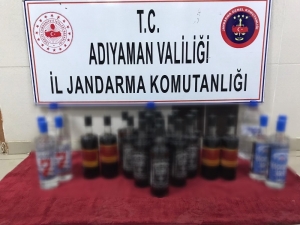 T.C.
ADIYAMAN VALİLİĞİ
İL JANDARMA KOMUTANLIĞI